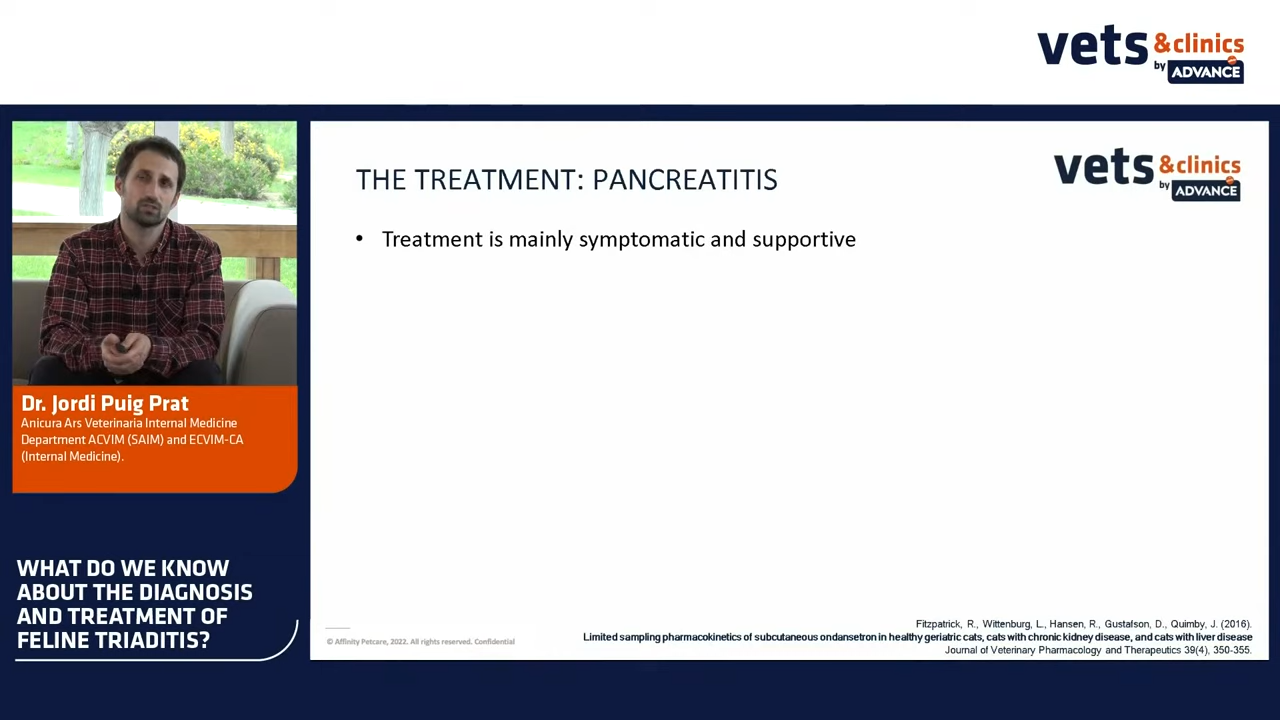 vets &clinics
by ADVANCE
vets &clinics
by ADVANCE
THE TREATMENT: PANCREATITIS
• Treatment is mainly symptomatic and supportive
Dr. Jordi Puig Prat
Anicura Ars Veterinaria Internal Medicine
Department ACVIM (SAIM) and ECVIM-CA
(Internal Medicine).
WHAT DO WE KNOW
ABOUT THE DIAGNOSIS
AND TREATMENT OF
FELINE TRIADITIS?
© Affinity Petcare, 2022. All rights reserved. Confidential
Fitzpatrick, R., Wittenburg, L., Hansen, R., Gustafson, D., Quimby, J. (2016).
Limited sampling pharmacokinetics of subcutaneous ondansetron in healthy geriatric cats, cats with chronic kidney disease, and cats with liver disease
Journal of Veterinary Pharmacology and Therapeutics 39(4), 350-355.